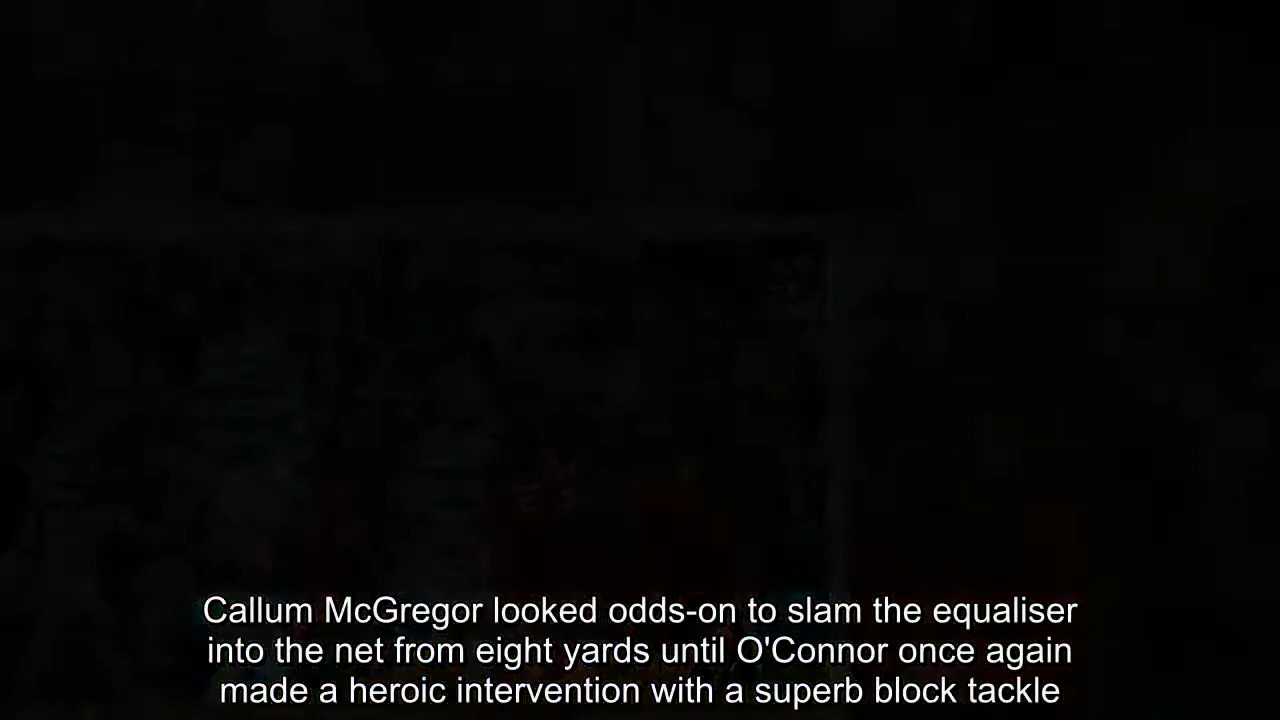 Callum McGregor looked odds-on to slam the equaliser
into the net from eight yards until O'Connor once again
made a heroic intervention with a superb block tackle